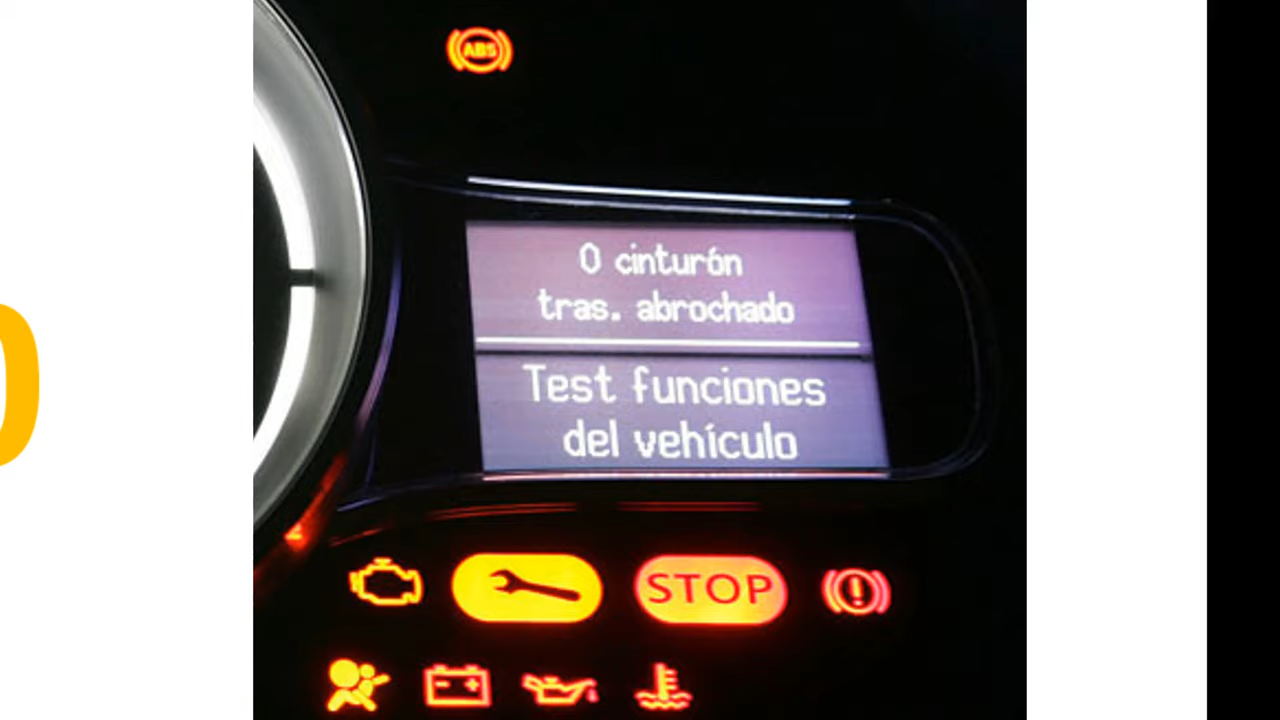 ABS
0 cinturón
tras. abrochado
Test funciones
del vehículo
STOP